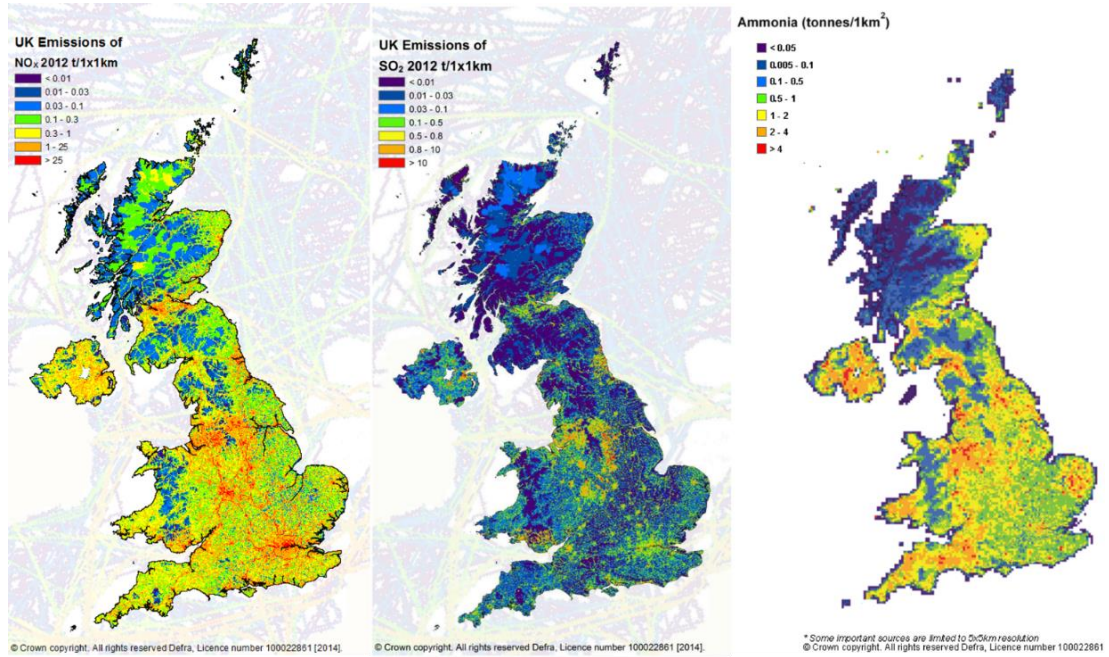 UK Emissions of
NOX 2012 t/1x1km
< 0.01
0.01 - 0.03
0.03 - 0.1
0.1 - 0.3
0.3 - 1
1 - 25
> 25
© Crown copyright. All rights reserved Defra, Licence number 100022861 [2014].
UK Emissions of
SO2 2012 t/1x1km
< 0.01
0.01 - 0.03
0.03 - 0.1
0.1 - 0.5
0.5 - 0.8
0.8 - 10
> 10
© Crown copyright. All rights reserved Defra, Licence number 100022861 [2014].
Ammonia (tonnes/1km2)
< 0.05
0.005 - 0.1
0.1 - 0.5
0.5 - 1
1 - 2
2 - 4
> 4
* Some important sources are limited to 5x5km resolution
© Crown copyright. All rights reserved Defra, Licence number 100022861